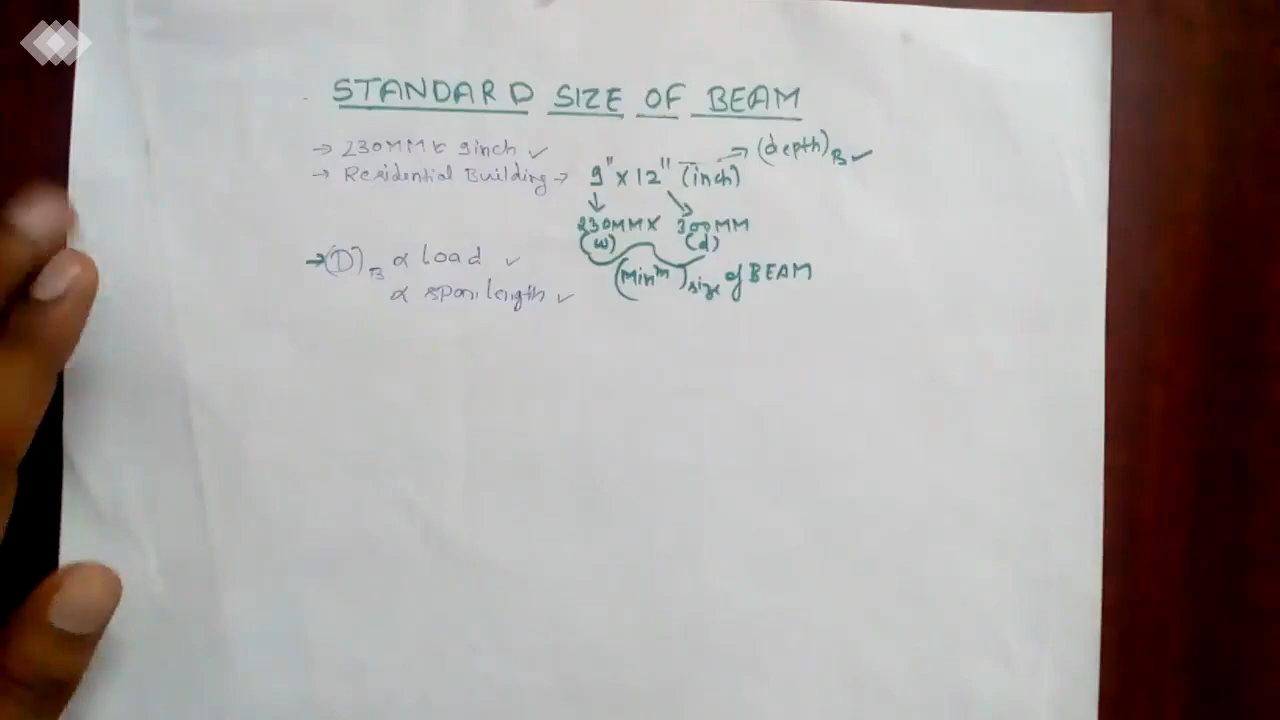 STANDARD SIZE OF BEAM
→ 230MM & 9inch ✓
→ Residential Building → 9" x 12" (inch) → (depth)B ✓
230MM x 300MM
(w) (d)
(Minm) size of BEAM
→ (D)B α load ✓
α span length ✓